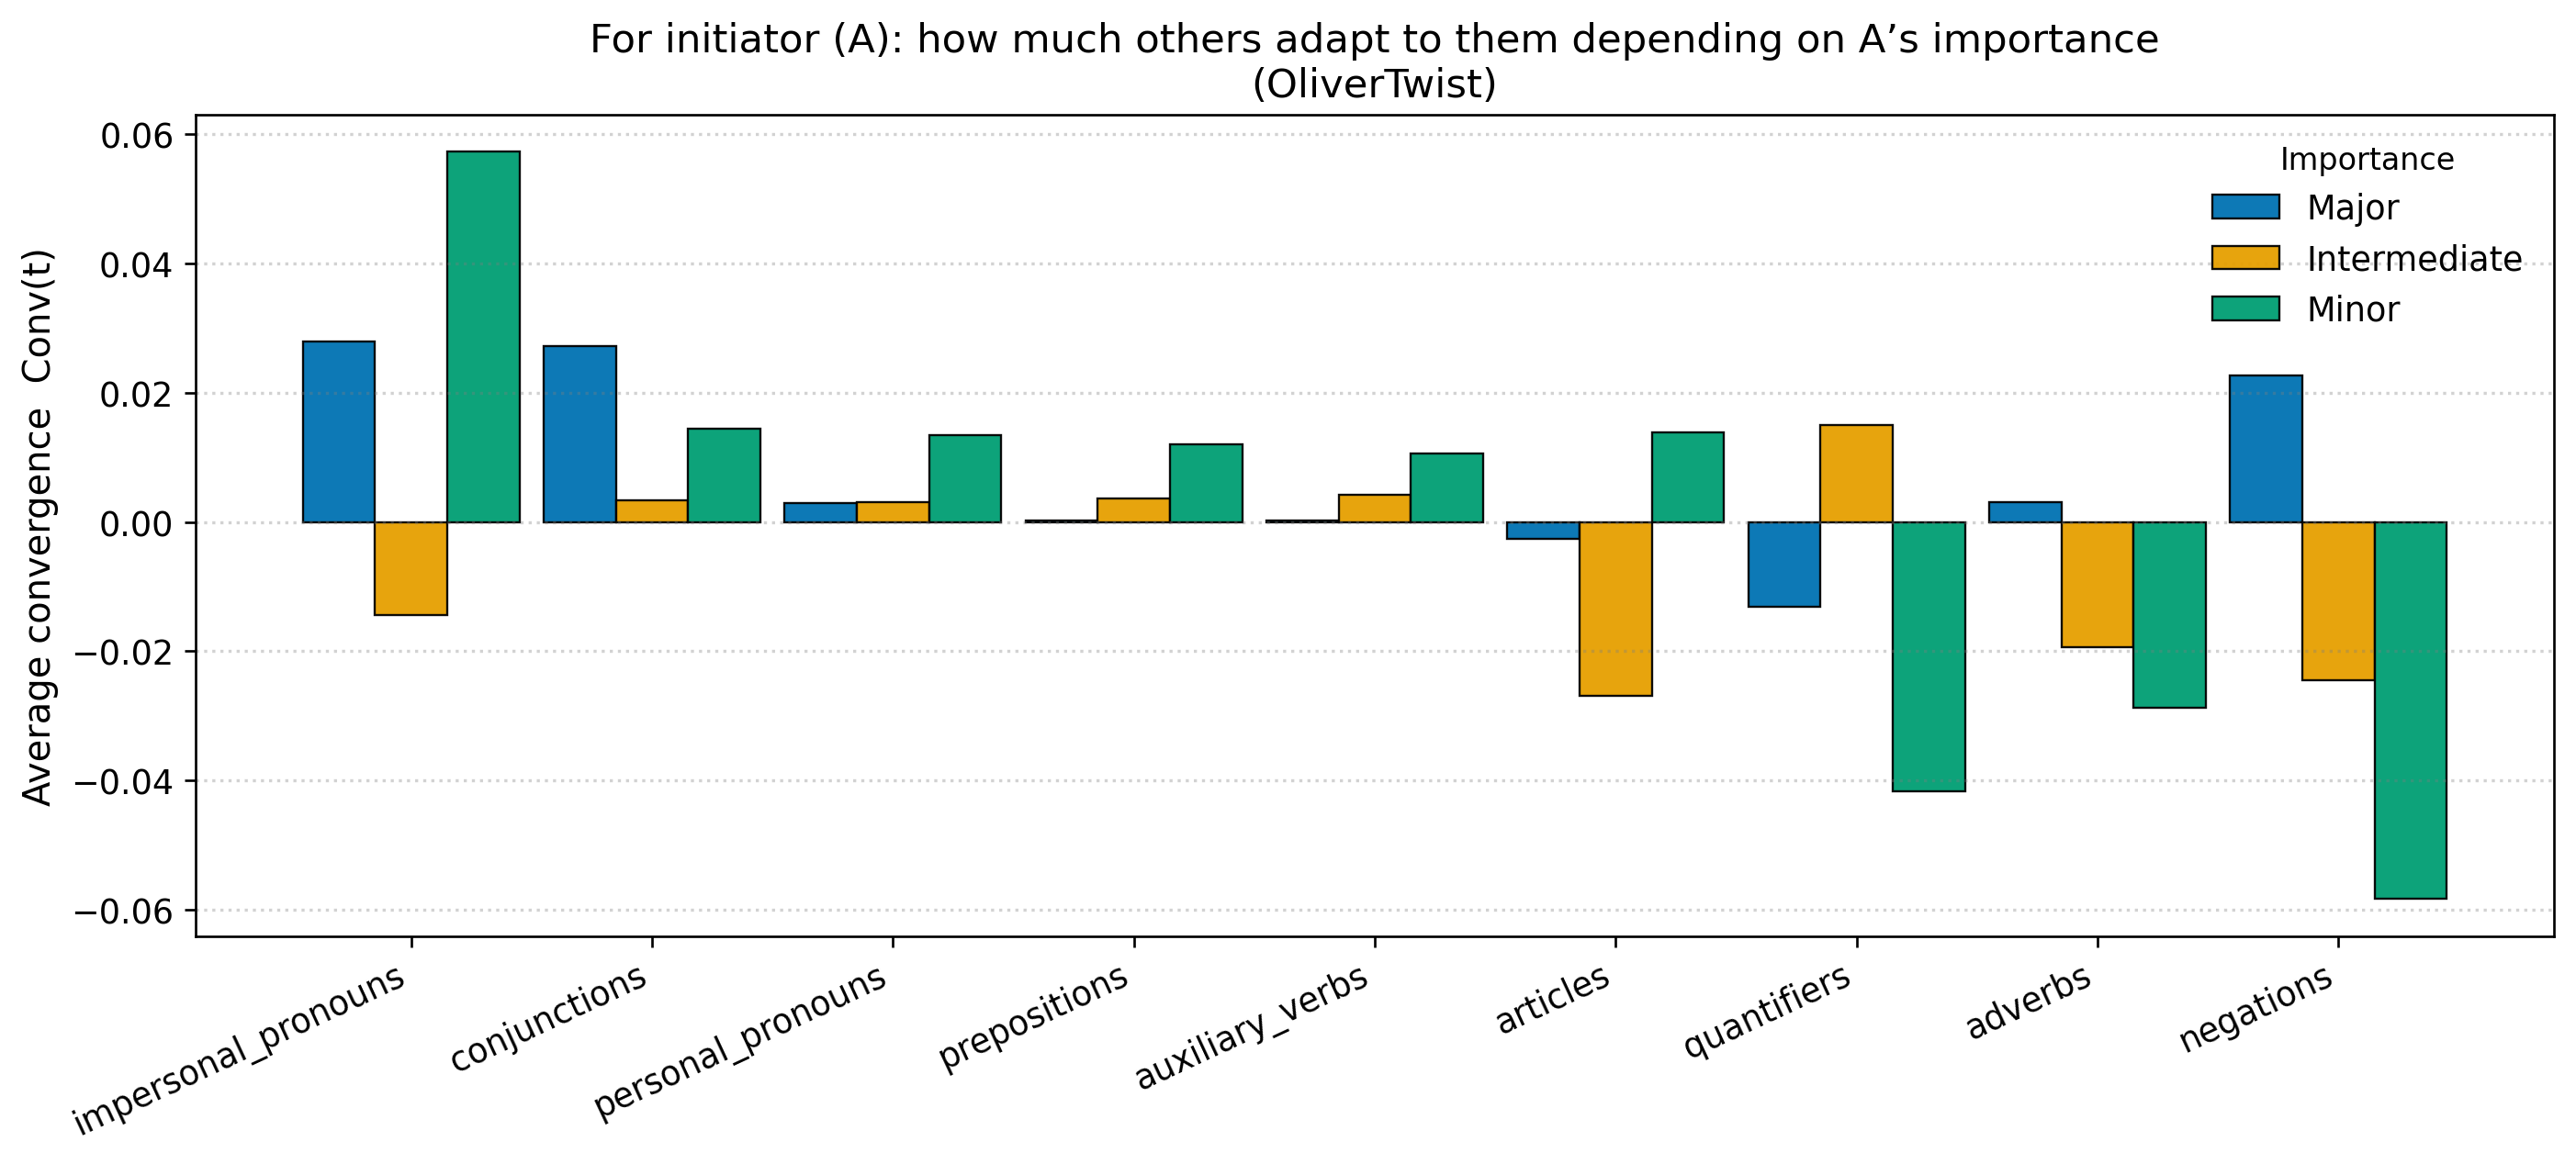 For initiator (A): how much others adapt to them depending on A’s importance
(OliverTwist)
Average convergence  Conv(t)
0.06
0.04
0.02
0.00
−0.02
−0.04
−0.06
Importance
Major
Intermediate
Minor
impersonal_pronouns
conjunctions
personal_pronouns
prepositions
auxiliary_verbs
articles
quantifiers
adverbs
negations